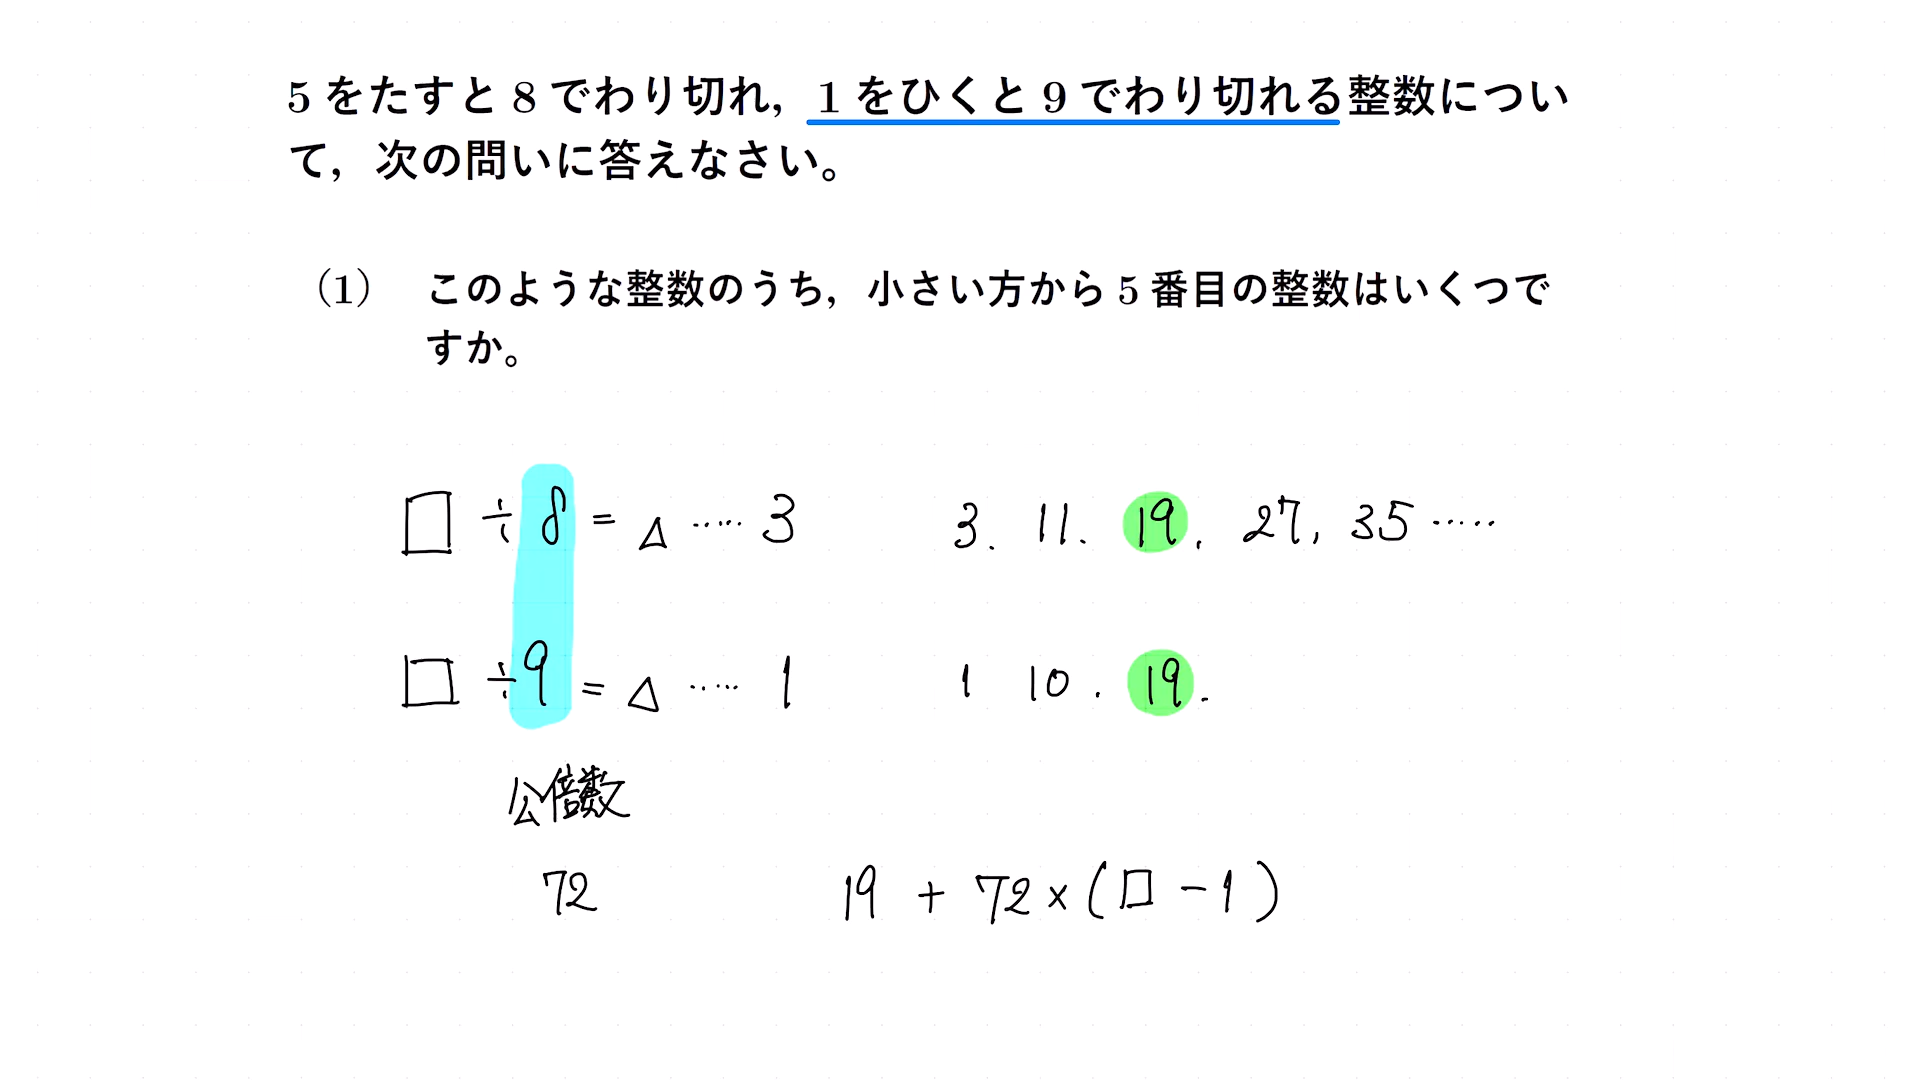 5 をたすと 8 でわり切れ, 1 をひくと 9 でわり切れる整数につい
て, 次の問いに答えなさい。
(1) このような整数のうち, 小さい方から 5 番目の整数はいくつで
すか。
□ ÷ 8 = △ ····· 3 3. 11. 19. 27, 35 ·····
□ ÷ 9 = △ ····· 1 1 10. 19.
公倍数
72 19 + 72 × (□ - 1)